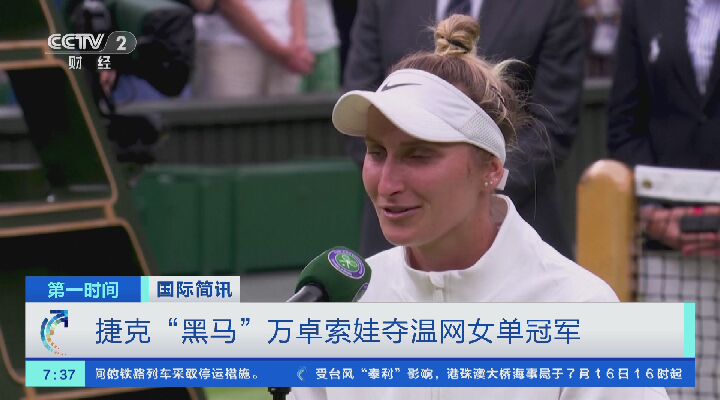 CCTV 2
财经
第一时间 国际简讯
捷克“黑马”万卓索娃夺温网女单冠军
7:37 间的铁路列车采取停运措施。 受台风“泰利”影响，港珠澳大桥海事局于7月16日16时起